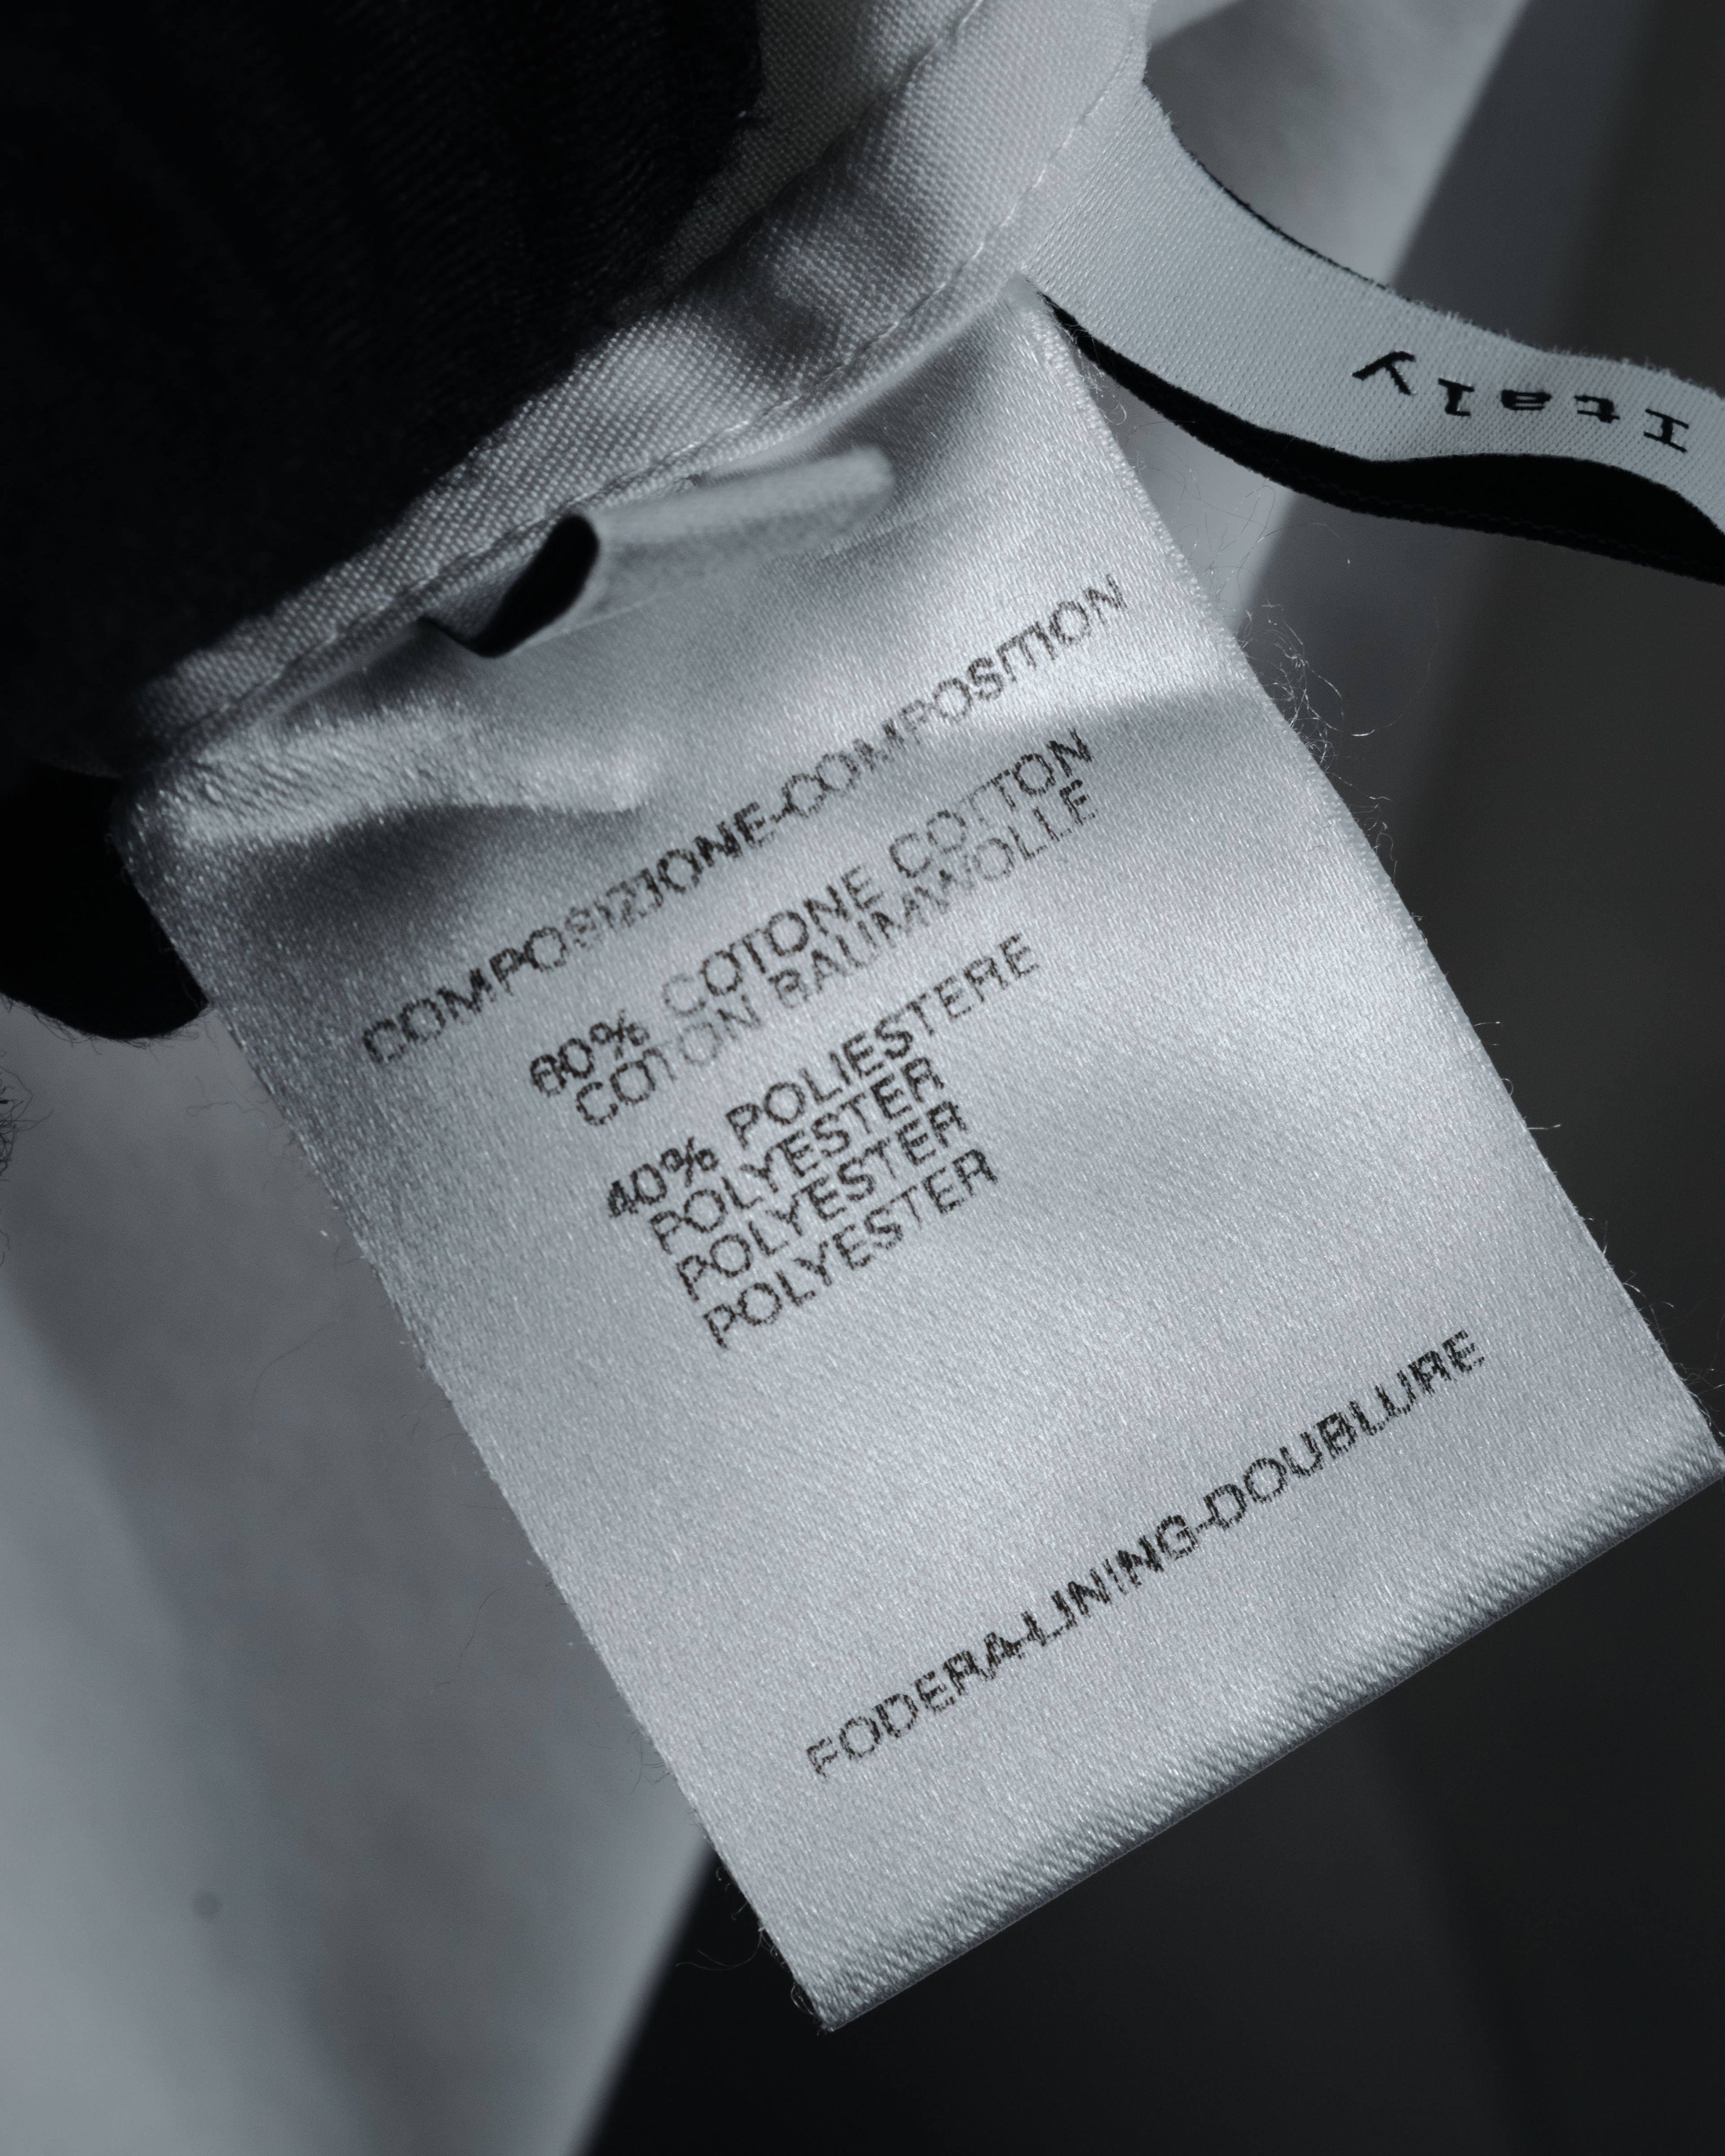 Italy
COMPOSIZIONE-COMPOSITION
60% COTONE COTTON
COTON BAUMWOLLE
40% POLIESTERE
POLYESTER
POLYESTER
POLYESTER
FODERA-LINING-DOUBLURE